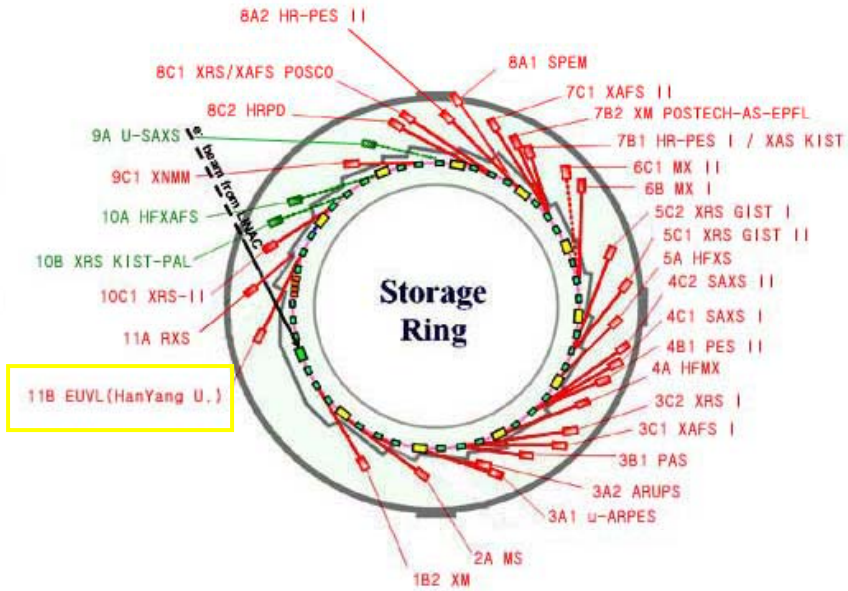 8A2 HR-PES II
8A1 SPEM
8C1 XRS/XAFS POSCO
7C1 XAFS II
8C2 HRPD
7B2 XM POSTECH-AS-EPFL
9A U-SAXS
7B1 HR-PES I / XAS KIST
e- beam from LINAC
6C1 MX II
9C1 XNMM
6B MX I
10A HFXAFS
5C2 XRS GIST I
5C1 XRS GIST II
10B XRS KIST-PAL
5A HFXS
4C2 SAXS II
10C1 XRS-II
Storage
Ring
4C1 SAXS I
11A RXS
4B1 PES II
4A HFMX
11B EUVL(HanYang U.)
3C2 XRS I
3C1 XAFS I
3B1 PAS
3A2 ARUPS
3A1 u-ARPES
2A MS
1B2 XM